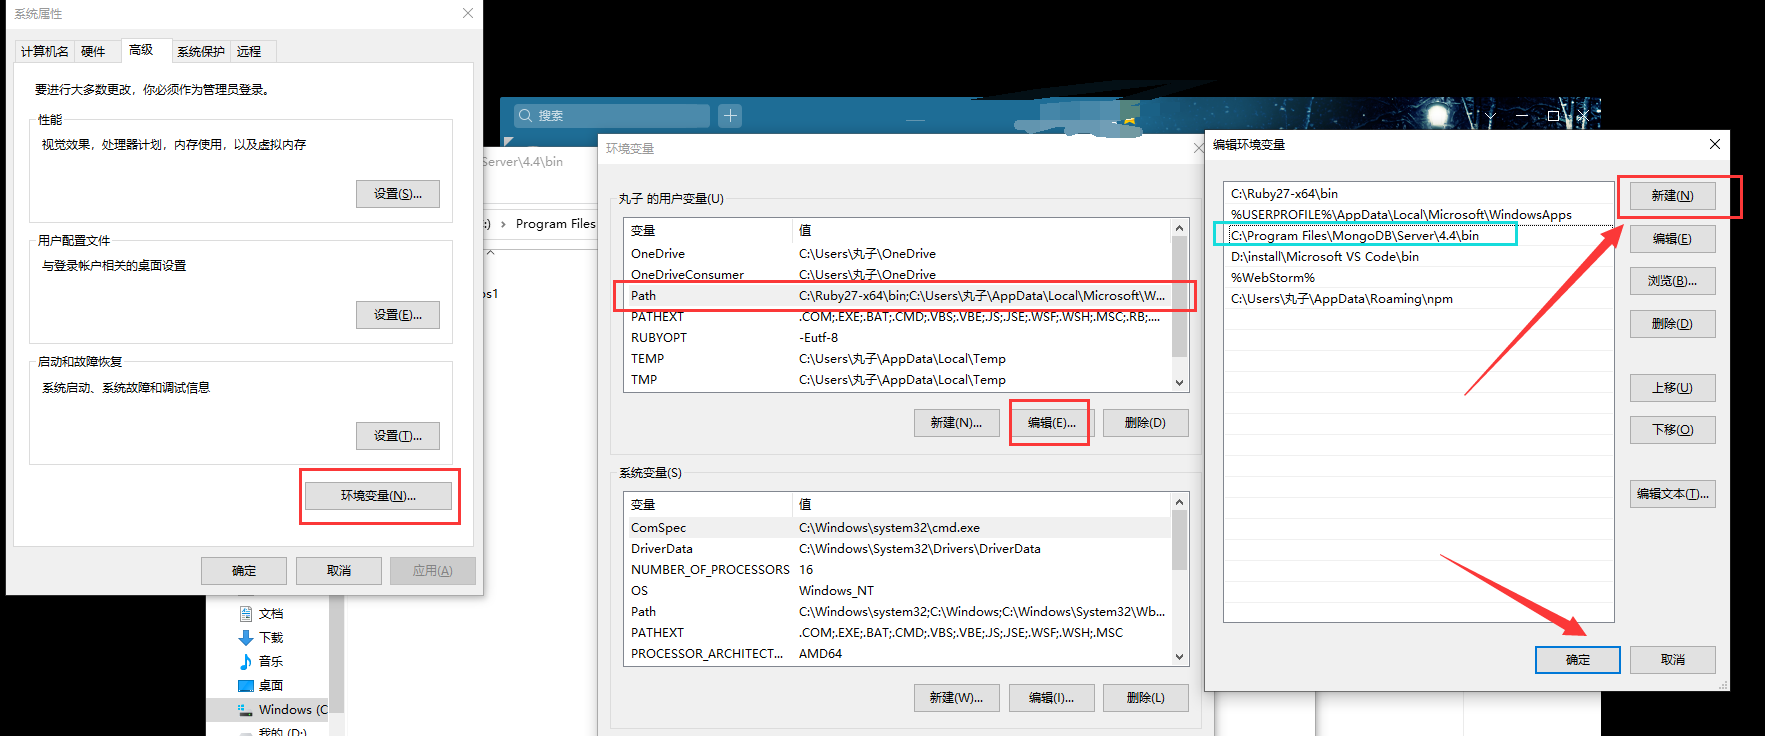 系统属性
计算机名
硬件
高级
系统保护
远程
要进行大多数更改，你必须作为管理员登录。
性能
视觉效果，处理器计划，内存使用，以及虚拟内存
设置(S)...
用户配置文件
与登录帐户相关的桌面设置
设置(E)...
启动和故障恢复
系统启动、系统故障和调试信息
设置(T)...
环境变量(N)...
确定
取消
应用(A)
文档
下载
音乐
桌面
Windows (C
我的 (D:)
搜索
Server\4.4\bin
:) › Program Files
os1
环境变量
丸子 的用户变量(U)
变量 值
OneDrive C:\Users\丸子\OneDrive
OneDriveConsumer C:\Users\丸子\OneDrive
Path C:\Ruby27-x64\bin;C:\Users\丸子\AppData\Local\Microsoft\W...
PATHEXT .COM;.EXE;.BAT;.CMD;.VBS;.VBE;.JS;.JSE;.WSF;.WSH;.MSC;.RB;....
RUBYOPT -Eutf-8
TEMP C:\Users\丸子\AppData\Local\Temp
TMP C:\Users\丸子\AppData\Local\Temp
新建(N)...
编辑(E)...
删除(D)
系统变量(S)
变量 值
ComSpec C:\Windows\system32\cmd.exe
DriverData C:\Windows\System32\Drivers\DriverData
NUMBER_OF_PROCESSORS 16
OS Windows_NT
Path C:\Windows\system32;C:\Windows;C:\Windows\System32\Wb...
PATHEXT .COM;.EXE;.BAT;.CMD;.VBS;.VBE;.JS;.JSE;.WSF;.WSH;.MSC
PROCESSOR_ARCHITECT... AMD64
新建(W)...
编辑(I)...
删除(L)
编辑环境变量
C:\Ruby27-x64\bin
%USERPROFILE%\AppData\Local\Microsoft\WindowsApps
C:\Program Files\MongoDB\Server\4.4\bin
D:\install\Microsoft VS Code\bin
%WebStorm%
C:\Users\丸子\AppData\Roaming\npm
新建(N)
编辑(E)
浏览(B)...
删除(D)
上移(U)
下移(O)
编辑文本(T)...
确定
取消